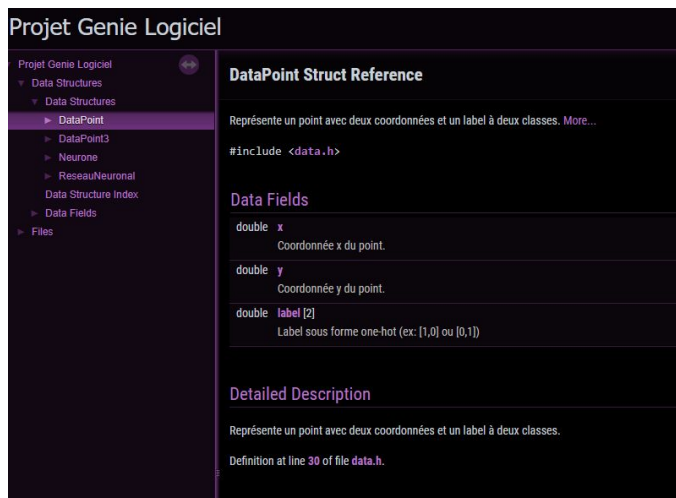 Projet Genie Logiciel
Projet Genie Logiciel
Data Structures
Data Structures
DataPoint
DataPoint3
Neurone
ReseauNeuronal
Data Structure Index
Data Fields
Files
DataPoint Struct Reference
Représente un point avec deux coordonnées et un label à deux classes. More...
#include <data.h>
Data Fields
double x
Coordonnée x du point.
double y
Coordonnée y du point.
double label [2]
Label sous forme one-hot (ex: [1,0] ou [0,1])
Detailed Description
Représente un point avec deux coordonnées et un label à deux classes.
Definition at line 30 of file data.h.